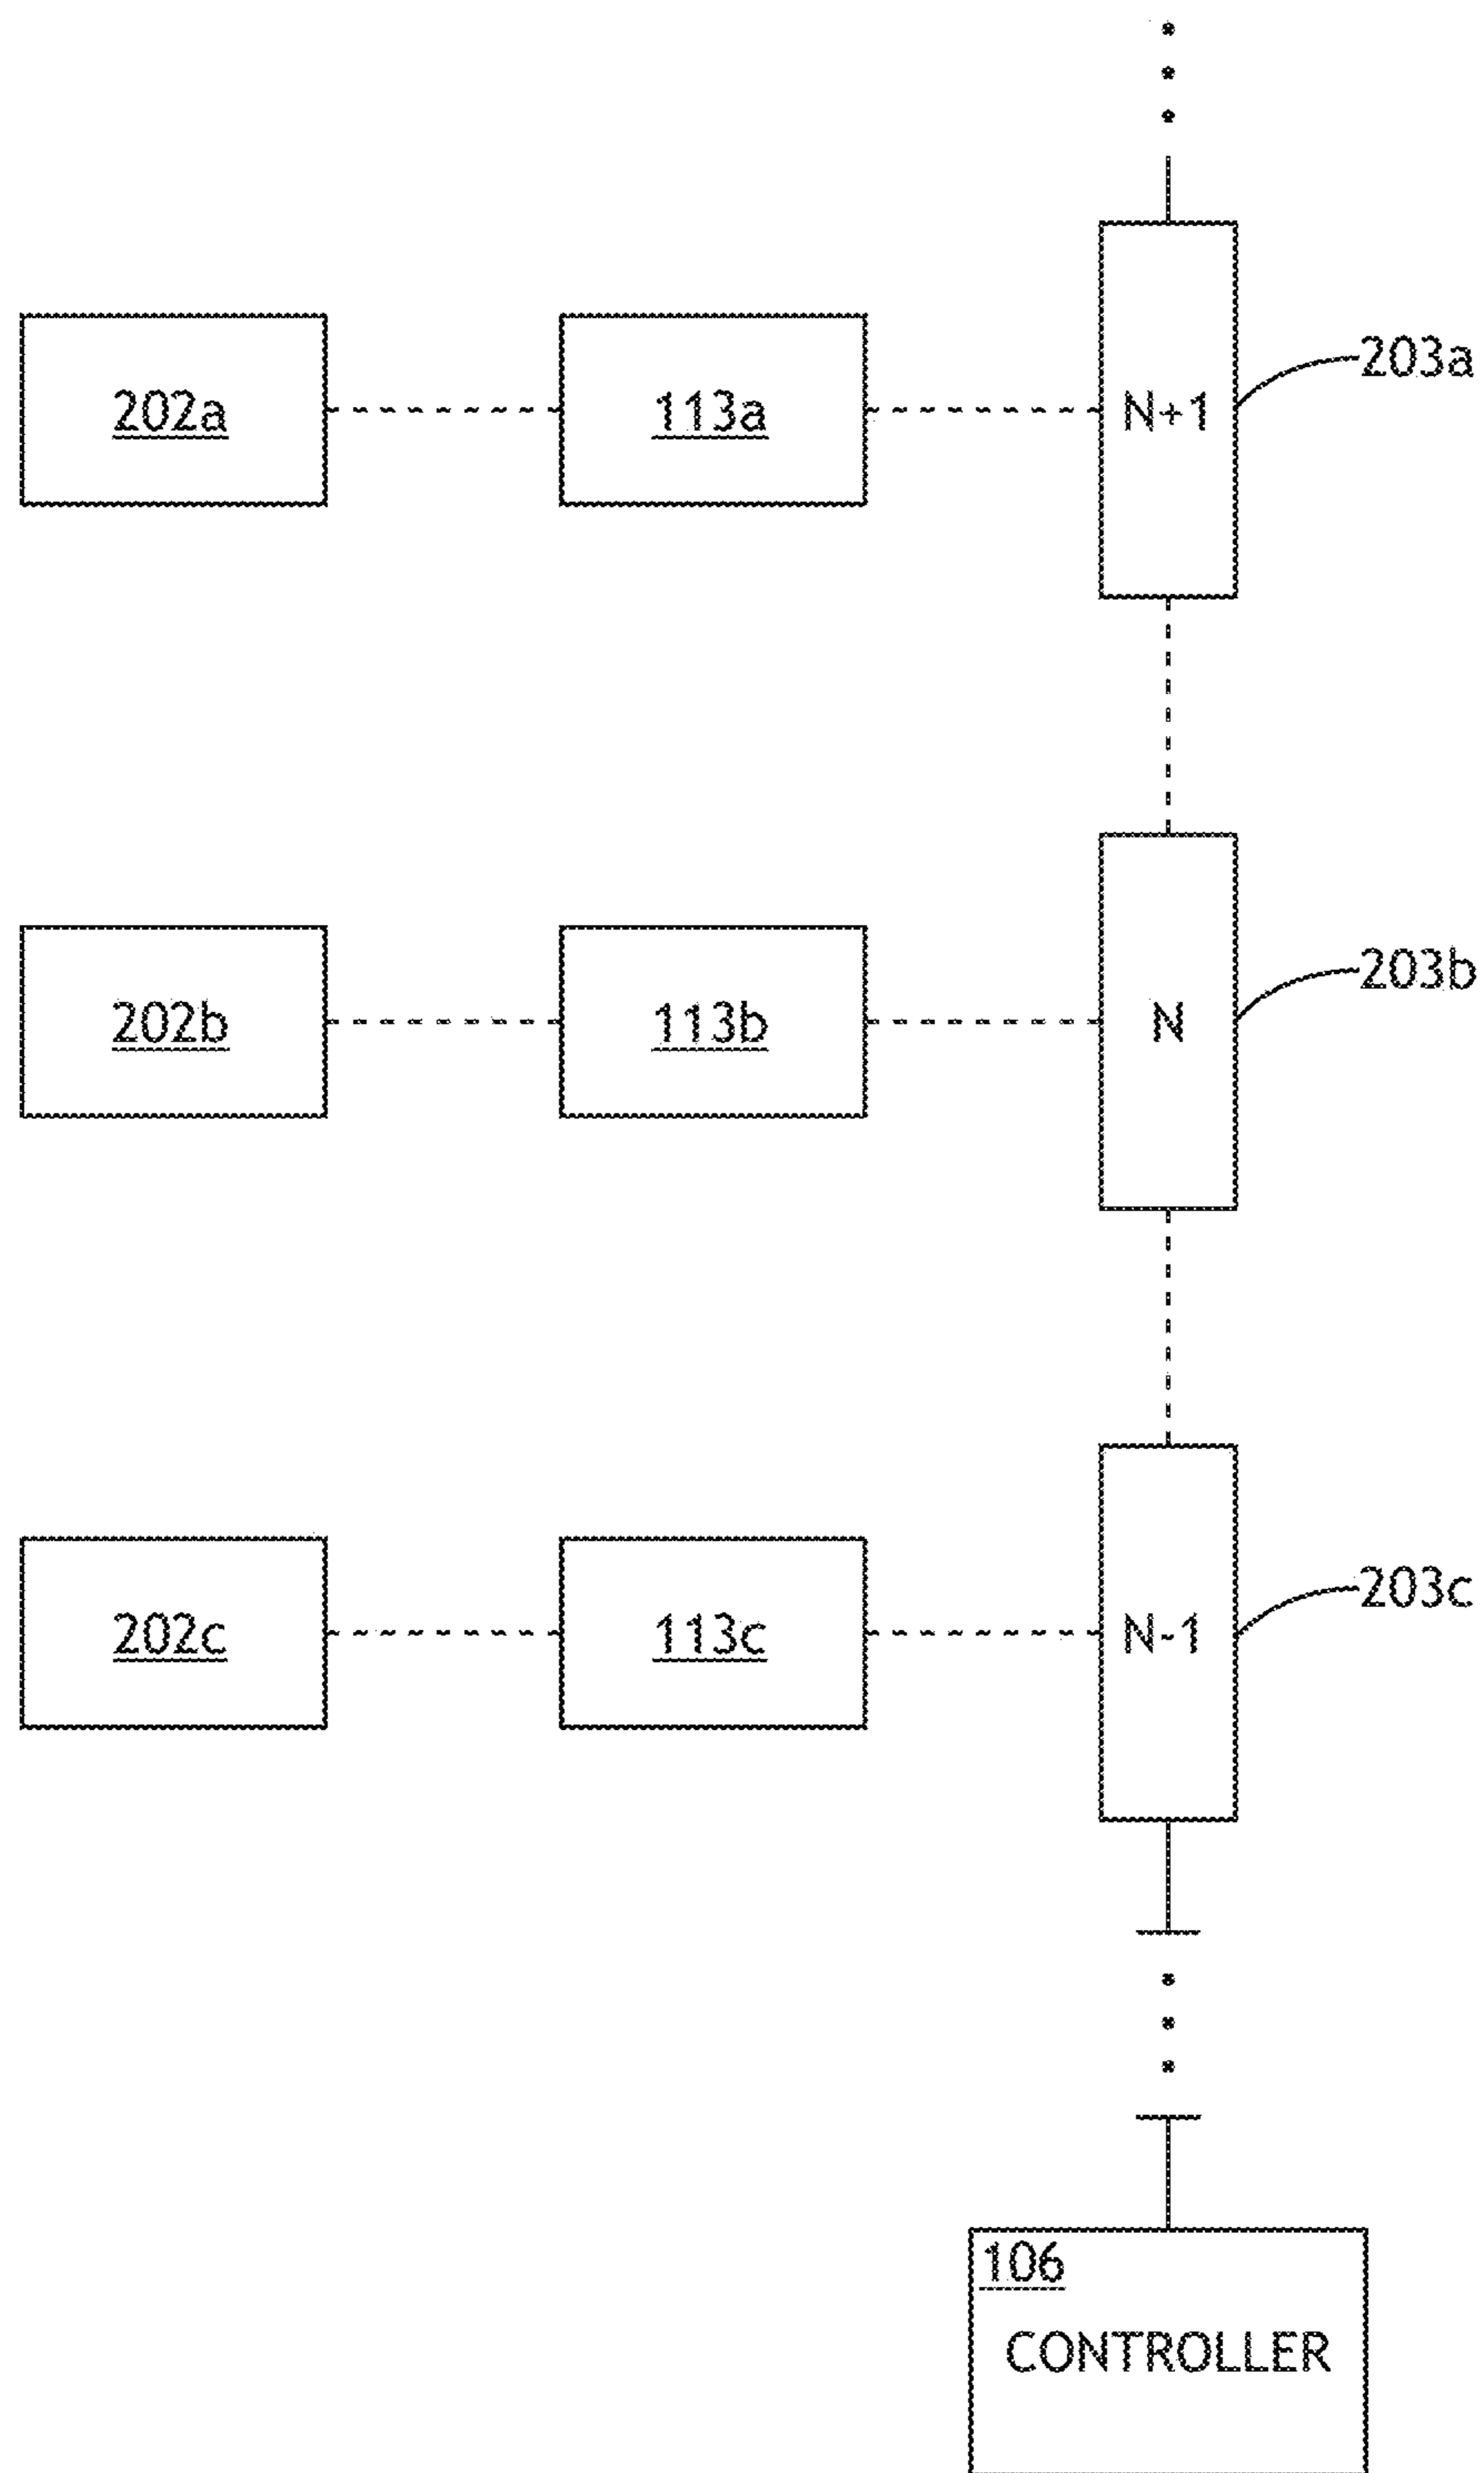 203a
202a
113a
N+1
203b
202b
113b
N
203c
202c
113c
N-1
106
CONTROLLER